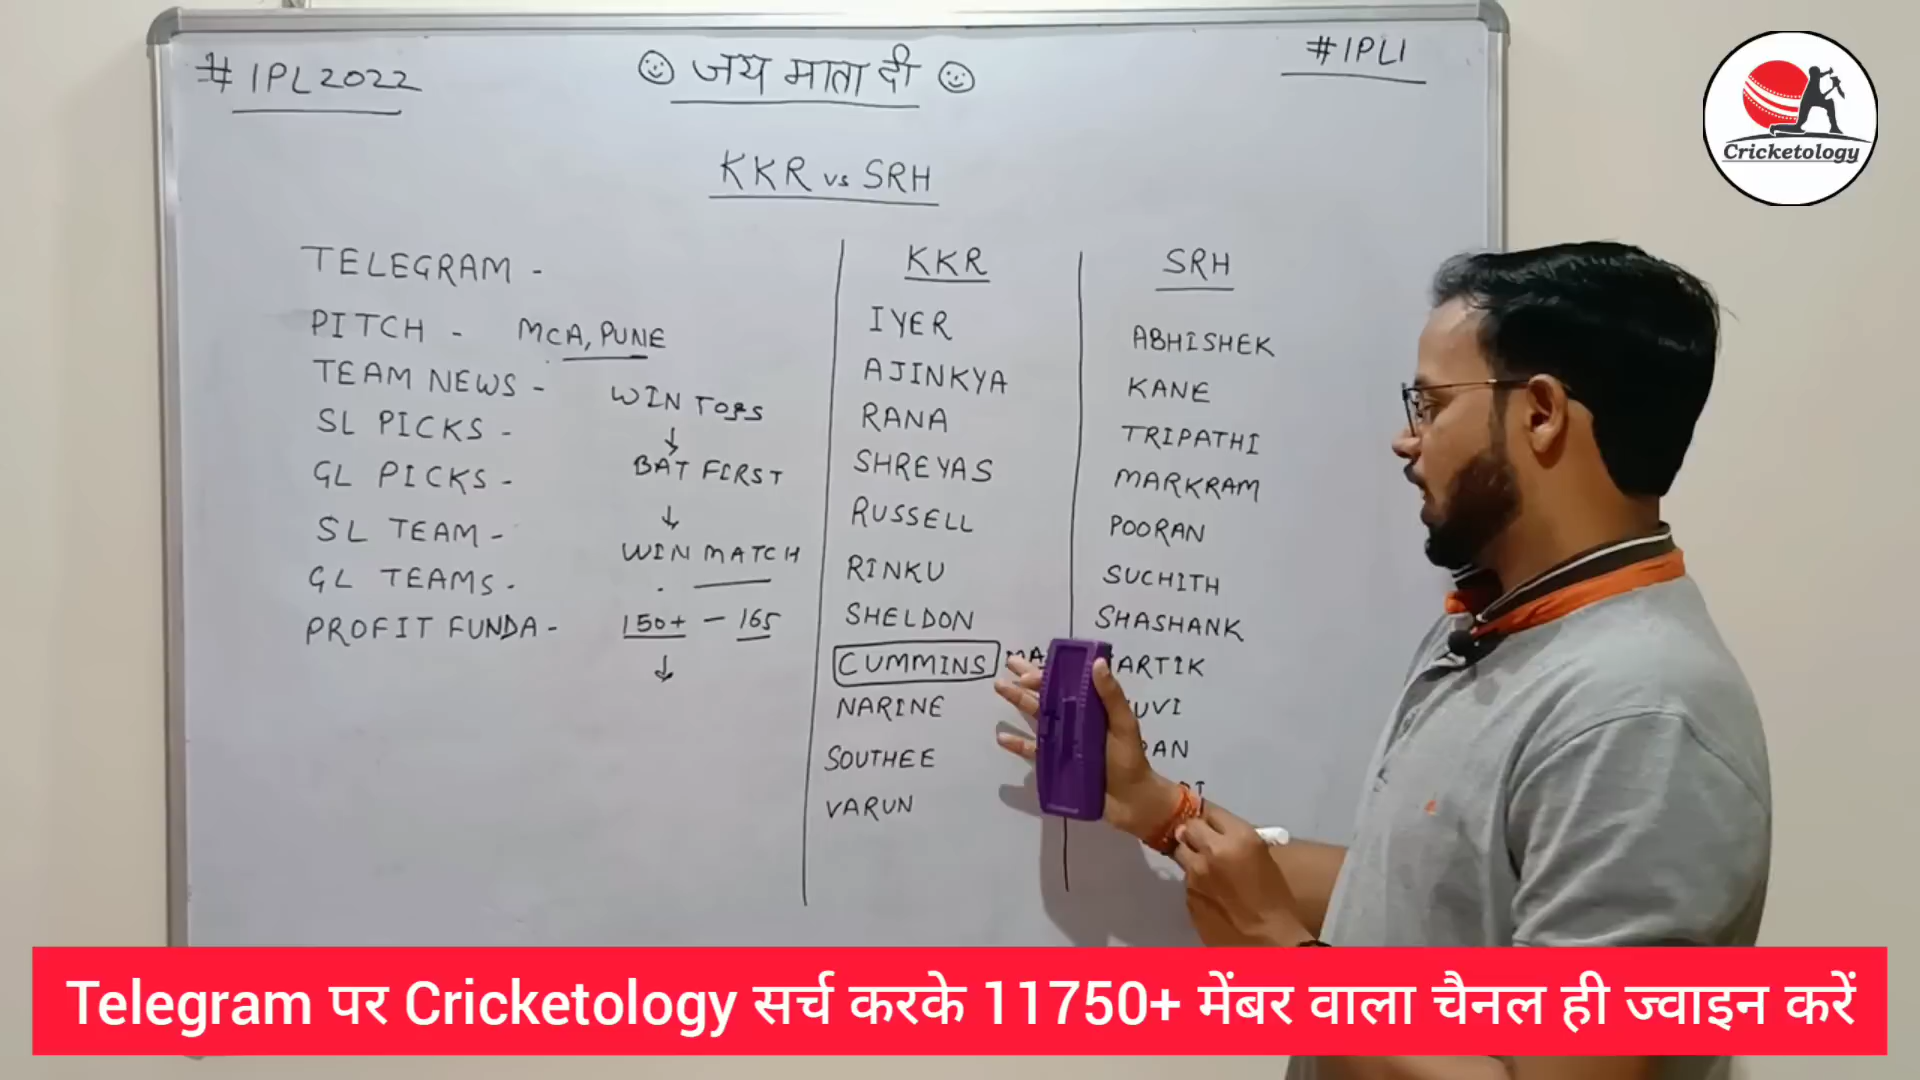 # IPL2022
☺ जय माता दी ☺
#IPL1
Cricketology
KKR vs SRH
TELEGRAM -
PITCH - MCA, PUNE
TEAM NEWS -
SL PICKS -
GL PICKS -
SL TEAM -
GL TEAMS -
PROFIT FUNDA -
WIN TOSS
↓
BAT FIRST
↓
WIN MATCH
150+ - 165
↓
KKR
IYER
AJINKYA
RANA
SHREYAS
RUSSELL
RINKU
SHELDON
CUMMINS
NARINE
SOUTHEE
VARUN
SRH
ABHISHEK
KANE
TRIPATHI
MARKRAM
POORAN
SUCHITH
SHASHANK
Telegram पर Cricketology सर्च करके 11750+ मेंबर वाला चैनल ही ज्वाइन करें